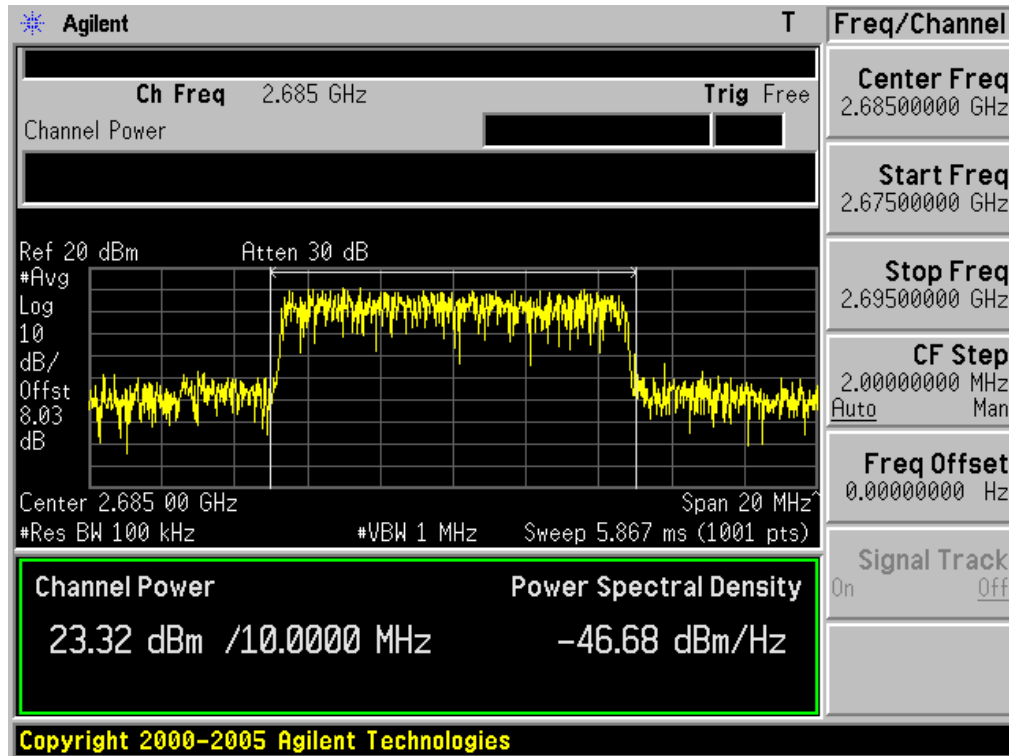 Agilent T
Ch Freq 2.685 GHz Trig Free
Channel Power
Ref 20 dBm Atten 30 dB
#Avg
Log
10
dB/
Offst
8.03
dB
Center 2.685 00 GHz Span 20 MHz^
#Res BW 100 kHz #VBW 1 MHz Sweep 5.867 ms (1001 pts)
Channel Power Power Spectral Density
23.32 dBm /10.0000 MHz -46.68 dBm/Hz
Copyright 2000-2005 Agilent Technologies
Freq/Channel
Center Freq
2.68500000 GHz
Start Freq
2.67500000 GHz
Stop Freq
2.69500000 GHz
CF Step
2.00000000 MHz
Auto Man
Freq Offset
0.00000000 Hz
Signal Track
On Off